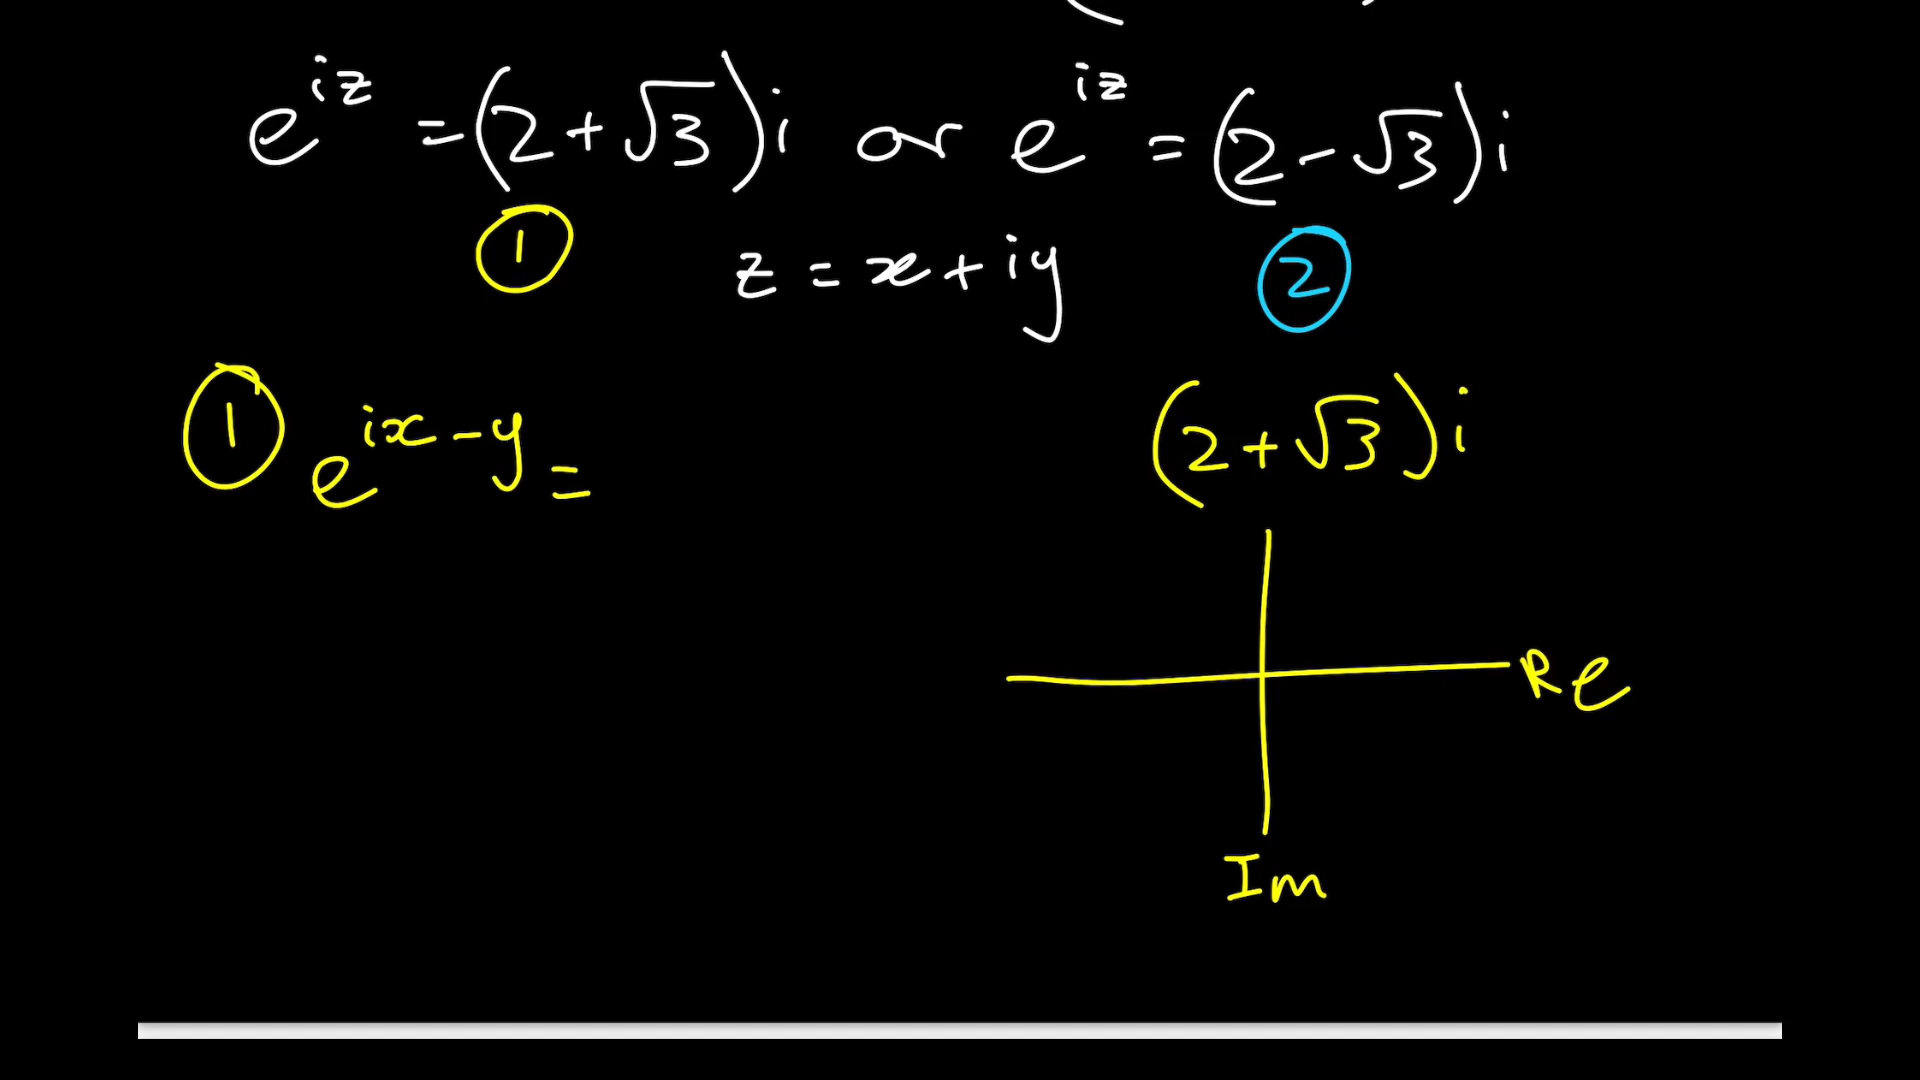 e^{iz} = (2+√3)i or e^{iz} = (2-√3)i
① z = x+iy ②
① e^{ix-y} = (2+√3)i
Re
Im